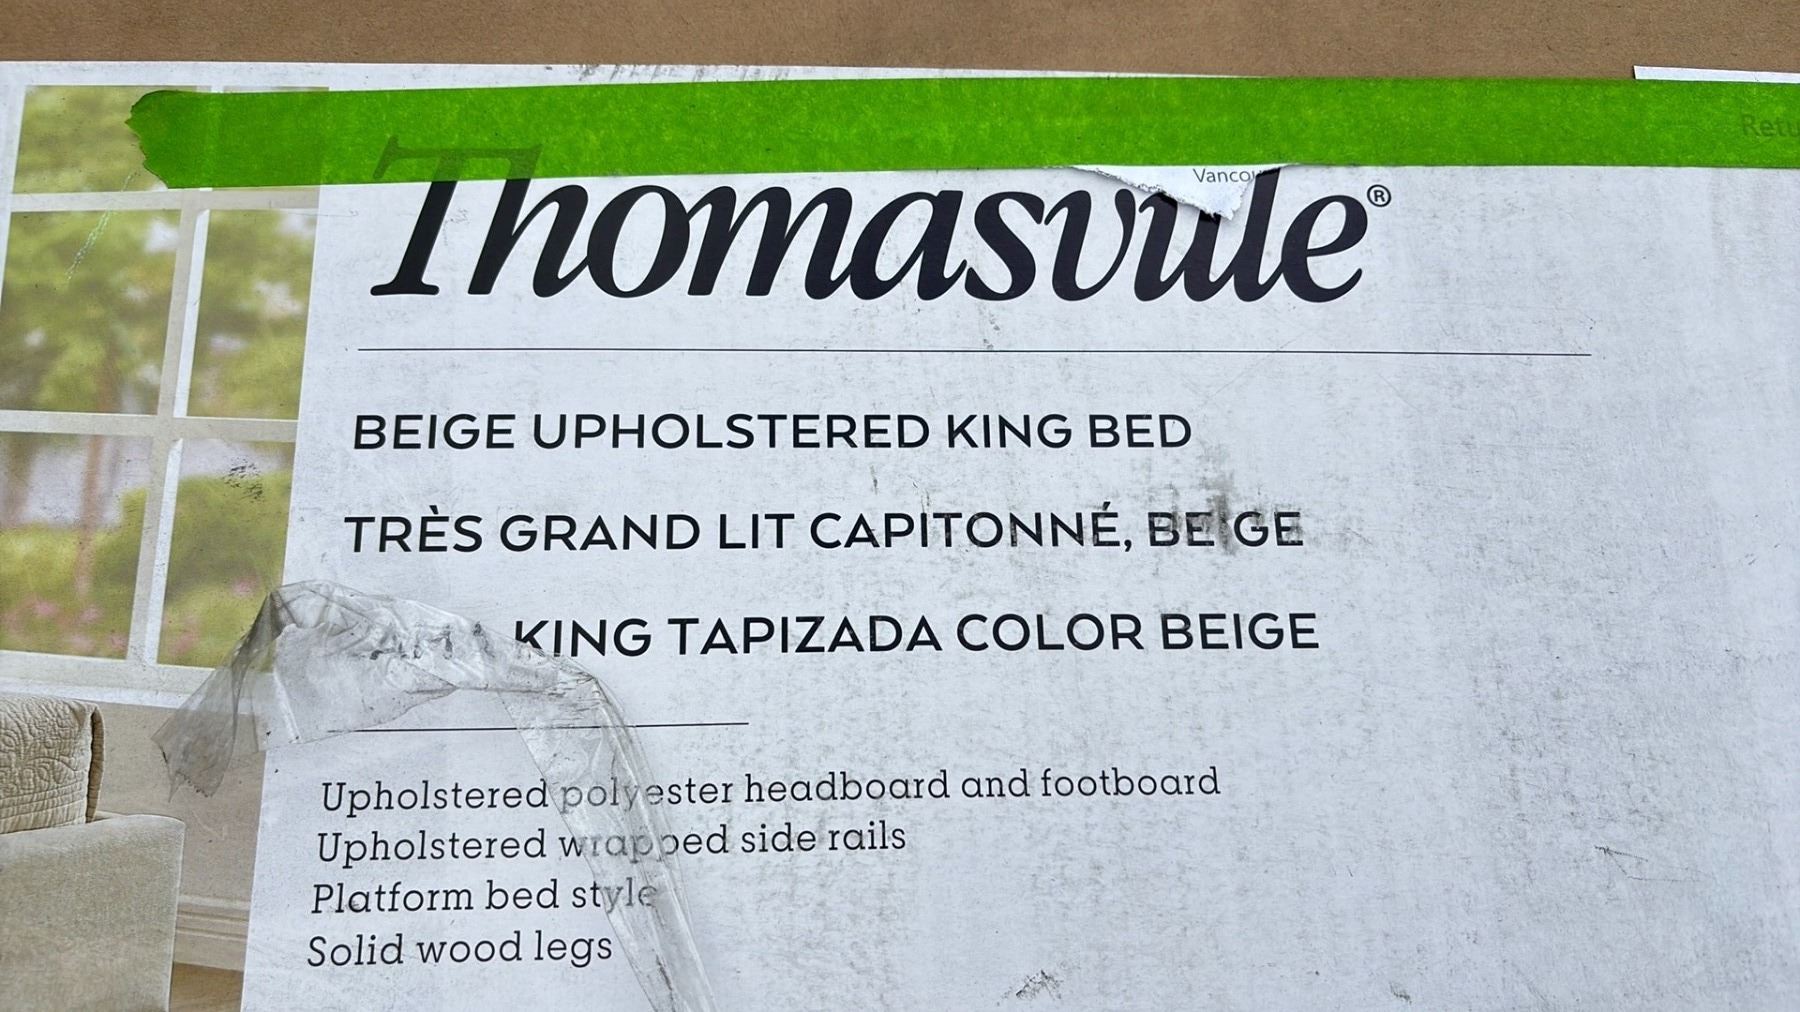 Thomasville®
BEIGE UPHOLSTERED KING BED
TRÈS GRAND LIT CAPITONNÉ, BEIGE
KING TAPIZADA COLOR BEIGE
Upholstered polyester headboard and footboard
Upholstered wrapped side rails
Platform bed style
Solid wood legs